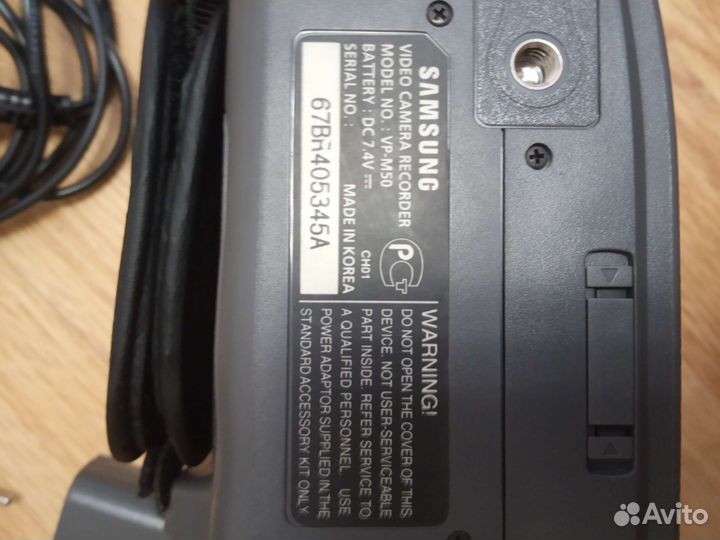 SAMSUNG
VIDEO CAMERA RECORDER
MODEL NO.: VP-M50
BATTERY : DC 7.4V
SERIAL NO.: MADE IN KOREA
CH01
PCT
WARNING!
DO NOT OPEN THE COVER OF THIS
DEVICE. NOT USER-SERVICEABLE
PART INSIDE. REFER SERVICE TO
A QUALIFIED PERSONNEL. USE
POWER ADAPTOR SUPPLIED IN THE
STANDARD ACCESSORY KIT ONLY.
Avito